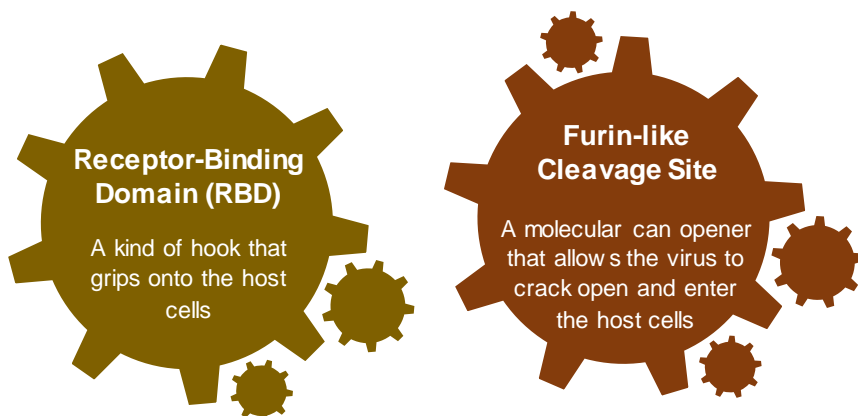 Receptor-Binding
Domain (RBD)
A kind of hook that
grips onto the host
cells
Furin-like
Cleavage Site
A molecular can opener
that allows the virus to
crack open and enter
the host cells